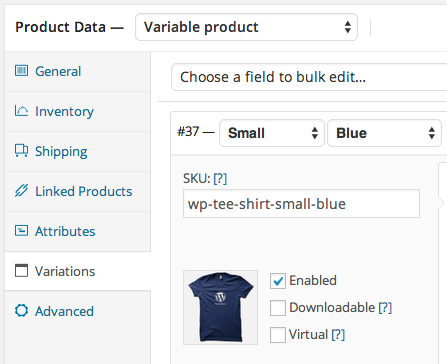 Product Data — Variable product
General
Inventory
Shipping
Linked Products
Attributes
Variations
Advanced
Choose a field to bulk edit...
#37 — Small Blue
SKU: [?]
wp-tee-shirt-small-blue
Enabled
Downloadable [?]
Virtual [?]